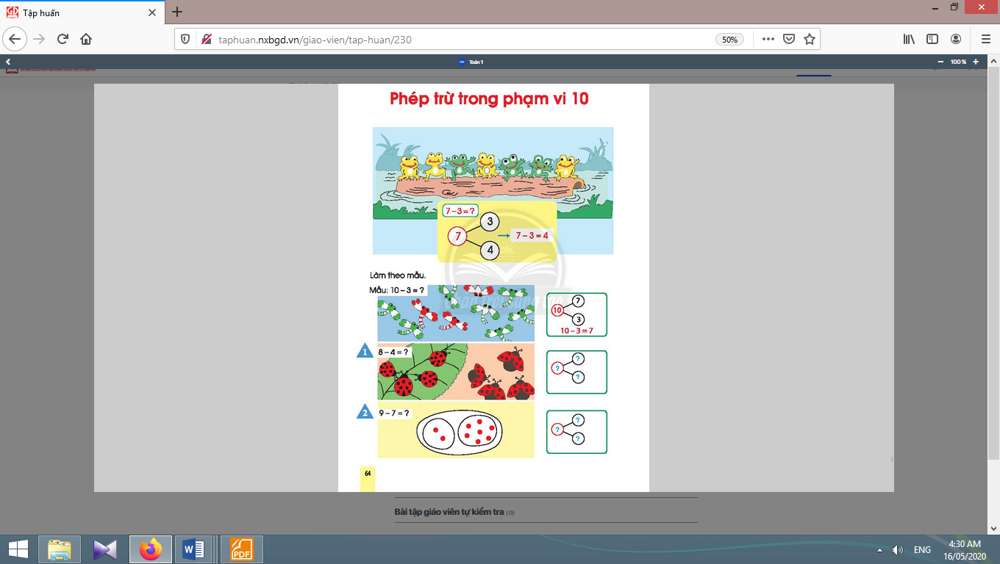 Tập huấn
taphuan.nxbgd.vn/giao-vien/tap-huan/230
50%
PDF Toán 1
100 %
Phép trừ trong phạm vi 10
7 – 3 = ?
3
7
7 – 3 = 4
4
Làm theo mẫu.
Mẫu: 10 – 3 = ?
7
10
3
10 – 3 = 7
1
8 – 4 = ?
?
?
?
2
9 – 7 = ?
?
?
?
64
Bài tập giáo viên tự kiểm tra (0)
PDF
ENG
4:30 AM
16/05/2020